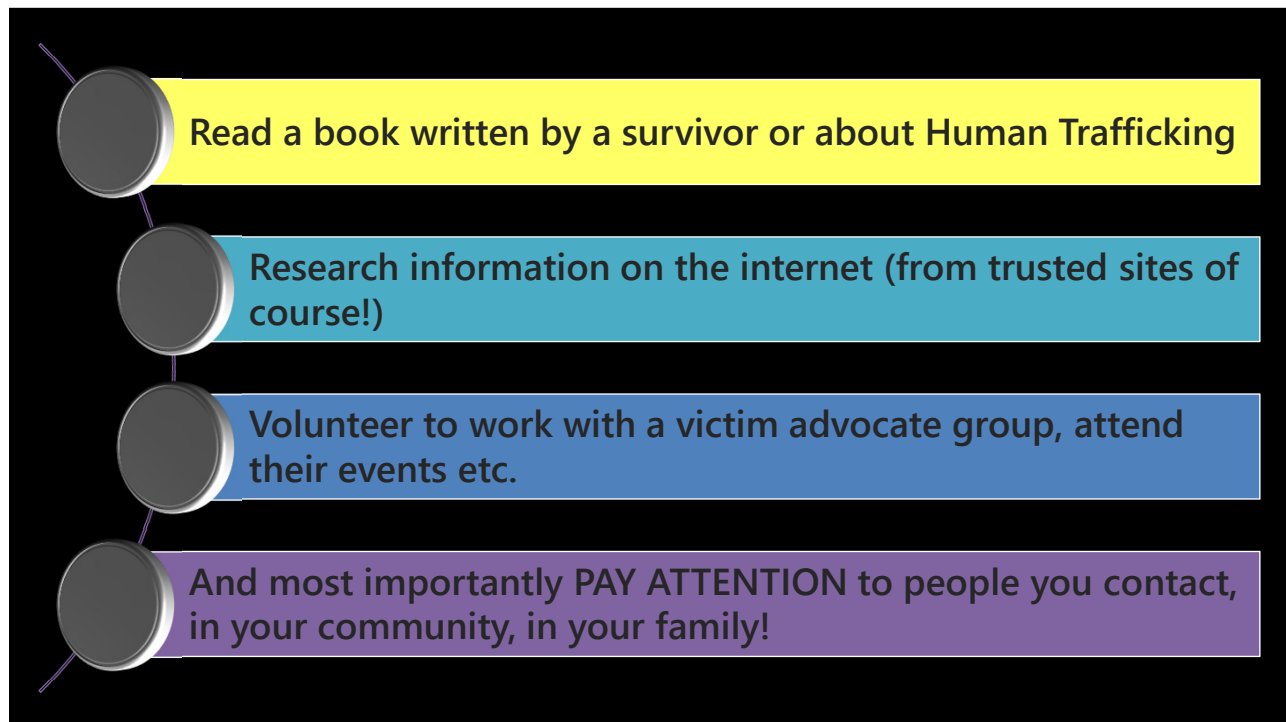 Read a book written by a survivor or about Human Trafficking
Research information on the internet (from trusted sites of
course!)
Volunteer to work with a victim advocate group, attend
their events etc.
And most importantly PAY ATTENTION to people you contact,
in your community, in your family!